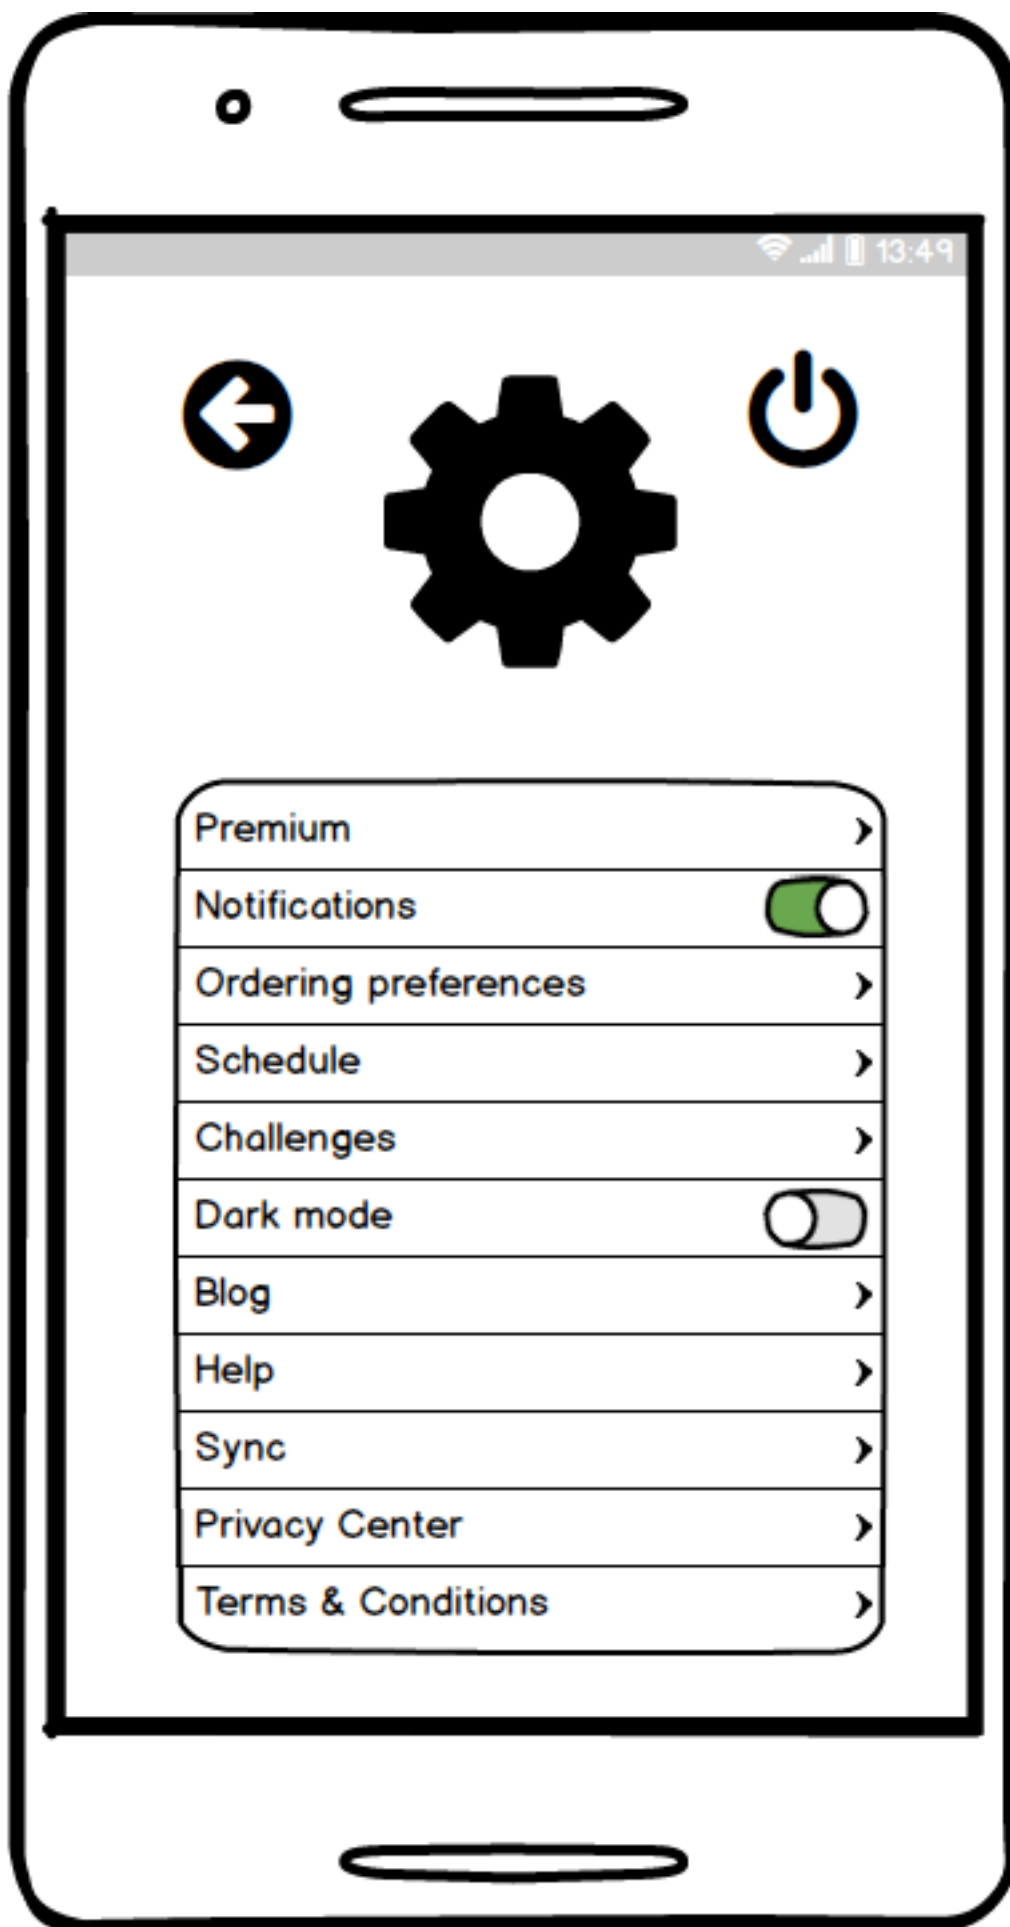 13:49
Premium
Notifications
Ordering preferences
Schedule
Challenges
Dark mode
Blog
Help
Sync
Privacy Center
Terms & Conditions